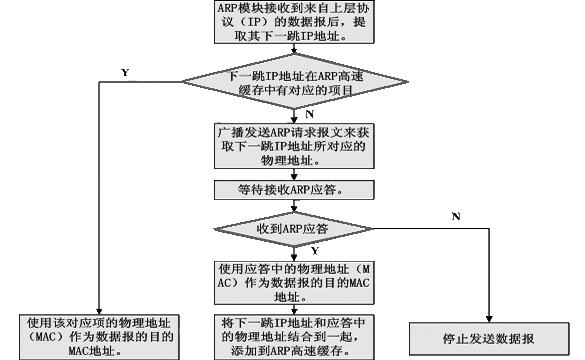 ARP模块接收到来自上层协
议（IP）的数据报后，提
取其下一跳IP地址。
Y
下一跳IP地址在ARP高速
缓存中有对应的项目
N
广播发送ARP请求报文来获
取下一跳IP地址所对应的
物理地址。
等待接收ARP应答。
收到ARP应答
N
Y
使用应答中的物理地址（M
AC）作为数据报的目的MAC
地址。
使用该对应项的物理地址
（MAC）作为数据报的目的
MAC地址。
将下一跳IP地址和应答中
的物理地址结合到一起，
添加到ARP高速缓存。
停止发送数据报